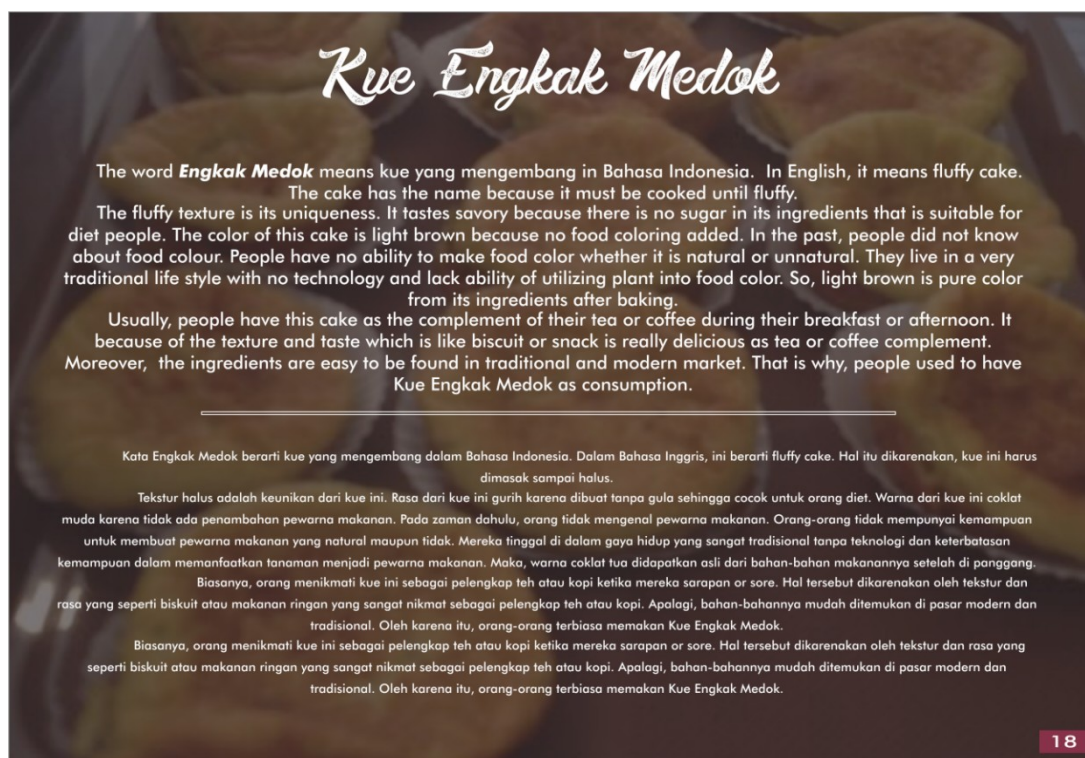 Kue Engkak Medok
The word Engkak Medok means kue yang mengembang in Bahasa Indonesia. In English, it means fluffy cake.
The cake has the name because it must be cooked until fluffy.
The fluffy texture is its uniqueness. It tastes savory because there is no sugar in its ingredients that is suitable for
diet people. The color of this cake is light brown because no food coloring added. In the past, people did not know
about food colour. People have no ability to make food color whether it is natural or unnatural. They live in a very
traditional life style with no technology and lack ability of utilizing plant into food color. So, light brown is pure color
from its ingredients after baking.
Usually, people have this cake as the complement of their tea or coffee during their breakfast or afternoon. It
because of the texture and taste which is like biscuit or snack is really delicious as tea or coffee complement.
Moreover, the ingredients are easy to be found in traditional and modern market. That is why, people used to have
Kue Engkak Medok as consumption.
Kata Engkak Medok berarti kue yang mengembang dalam Bahasa Indonesia. Dalam Bahasa Inggris, ini berarti fluffy cake. Hal itu dikarenakan, kue ini harus
dimasak sampai halus.
Tekstur halus adalah keunikan dari kue ini. Rasa dari kue ini gurih karena dibuat tanpa gula sehingga cocok untuk orang diet. Warna dari kue ini coklat
muda karena tidak ada penambahan pewarna makanan. Pada zaman dahulu, orang tidak mengenal pewarna makanan. Orang-orang tidak mempunyai kemampuan
untuk membuat pewarna makanan yang natural maupun tidak. Mereka tinggal di dalam gaya hidup yang sangat tradisional tanpa teknologi dan keterbatasan
kemampuan dalam memanfaatkan tanaman menjadi pewarna makanan. Maka, warna coklat tua didapatkan asli dari bahan-bahan makanannya setelah di panggang.
Biasanya, orang menikmati kue ini sebagai pelengkap teh atau kopi ketika mereka sarapan or sore. Hal tersebut dikarenakan oleh tekstur dan
rasa yang seperti biskuit atau makanan ringan yang sangat nikmat sebagai pelengkap teh atau kopi. Apalagi, bahan-bahannya mudah ditemukan di pasar modern dan
tradisional. Oleh karena itu, orang-orang terbiasa memakan Kue Engkak Medok.
Biasanya, orang menikmati kue ini sebagai pelengkap teh atau kopi ketika mereka sarapan or sore. Hal tersebut dikarenakan oleh tekstur dan rasa yang
seperti biskuit atau makanan ringan yang sangat nikmat sebagai pelengkap teh atau kopi. Apalagi, bahan-bahannya mudah ditemukan di pasar modern dan
tradisional. Oleh karena itu, orang-orang terbiasa memakan Kue Engkak Medok.
18